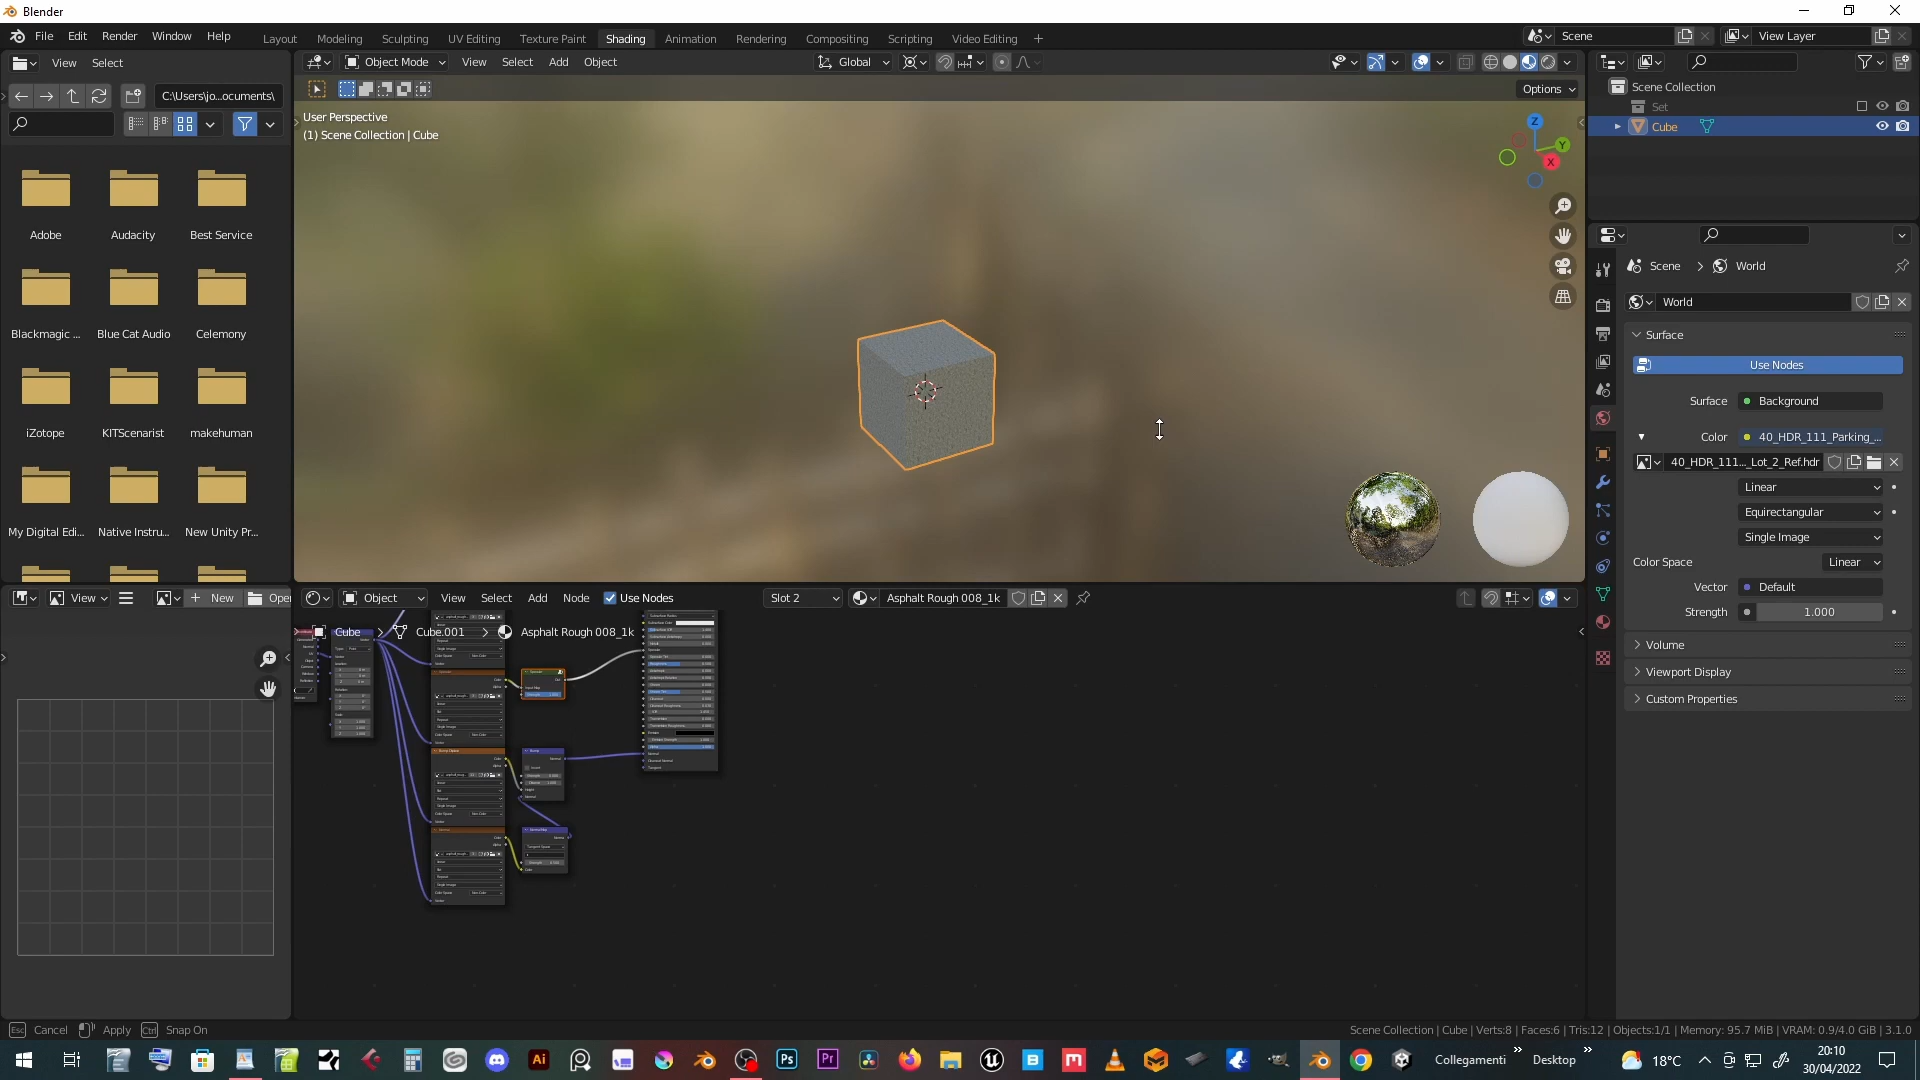 Blender
File Edit Render Window Help
Layout Modeling Sculpting UV Editing Texture Paint Shading Animation Rendering Compositing Scripting Video Editing +
Scene
View Layer
View Select
C:\Users\jo...ocuments\
Adobe Audacity Best Service
Blackmagic ... Blue Cat Audio Celemony
iZotope KITScenarist makehuman
My Digital Edi... Native Instru... New Unity Pr...
Object Mode View Select Add Object
Global
Options
User Perspective
(1) Scene Collection | Cube
Z
Y
X
Scene Collection
Set
Cube
Scene > World
World
Surface
Use Nodes
Surface Background
Color 40_HDR_111_Parking_...
40_HDR_111..._Lot_2_Ref.hdr
Linear
Equirectangular
Single Image
Color Space Linear
Vector Default
Strength 1.000
Volume
Viewport Display
Custom Properties
View New Open
Object View Select Add Node Use Nodes
Slot 2
Asphalt Rough 008_1k
Cube > Cube.001 > Asphalt Rough 008_1k
Esc Cancel Apply Ctrl Snap On
Scene Collection | Cube | Verts:8 | Faces:6 | Tris:12 | Objects:1/1 | Memory: 95.7 MiB | VRAM: 0.9/4.0 GiB | 3.1.0
Ai Ps Pr B
Collegamenti » Desktop »
18°C
20:10
30/04/2022